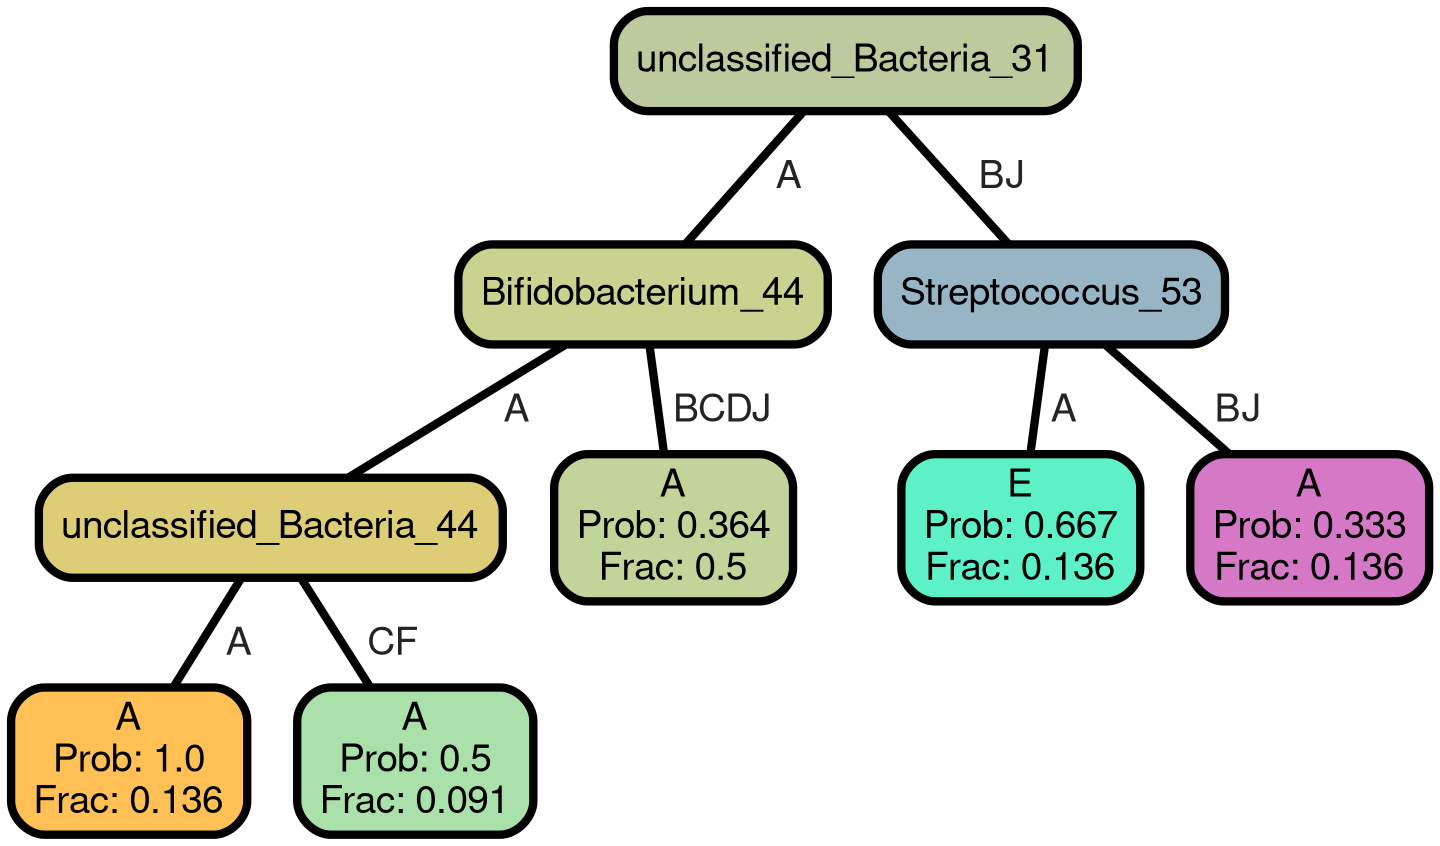 unclassified_Bacteria_31
A
BJ
Bifidobacterium_44
Streptococcus_53
A
BCDJ
A
BJ
unclassified_Bacteria_44
A
Prob: 0.364
Frac: 0.5
E
Prob: 0.667
Frac: 0.136
A
Prob: 0.333
Frac: 0.136
A
CF
A
Prob: 1.0
Frac: 0.136
A
Prob: 0.5
Frac: 0.091